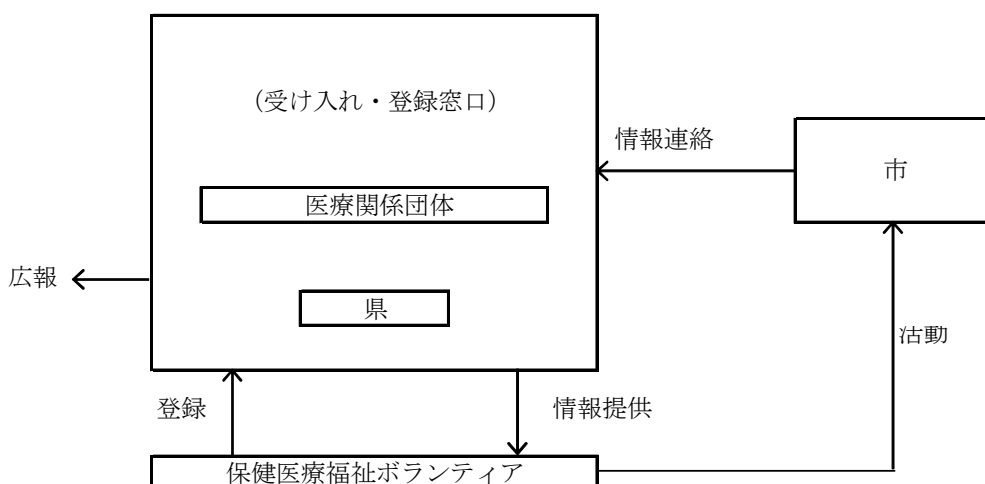 (受け入れ・登録窓口)
情報連絡
市
医療関係団体
広報
県
活動
登録
情報提供
保健医療福祉ボランティア